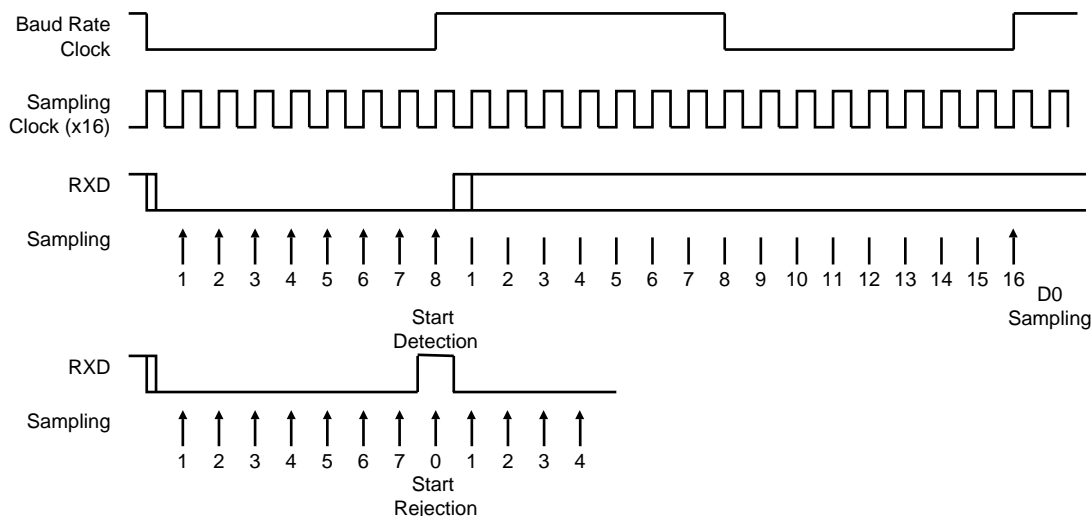 Baud Rate
Clock
Sampling
Clock (x16)
RXD
Sampling
1 2 3 4 5 6 7 8 1 2 3 4 5 6 7 8 9 10 11 12 13 14 15 16
D0
Sampling
Start
Detection
RXD
Sampling
1 2 3 4 5 6 7 0 1 2 3 4
Start
Rejection